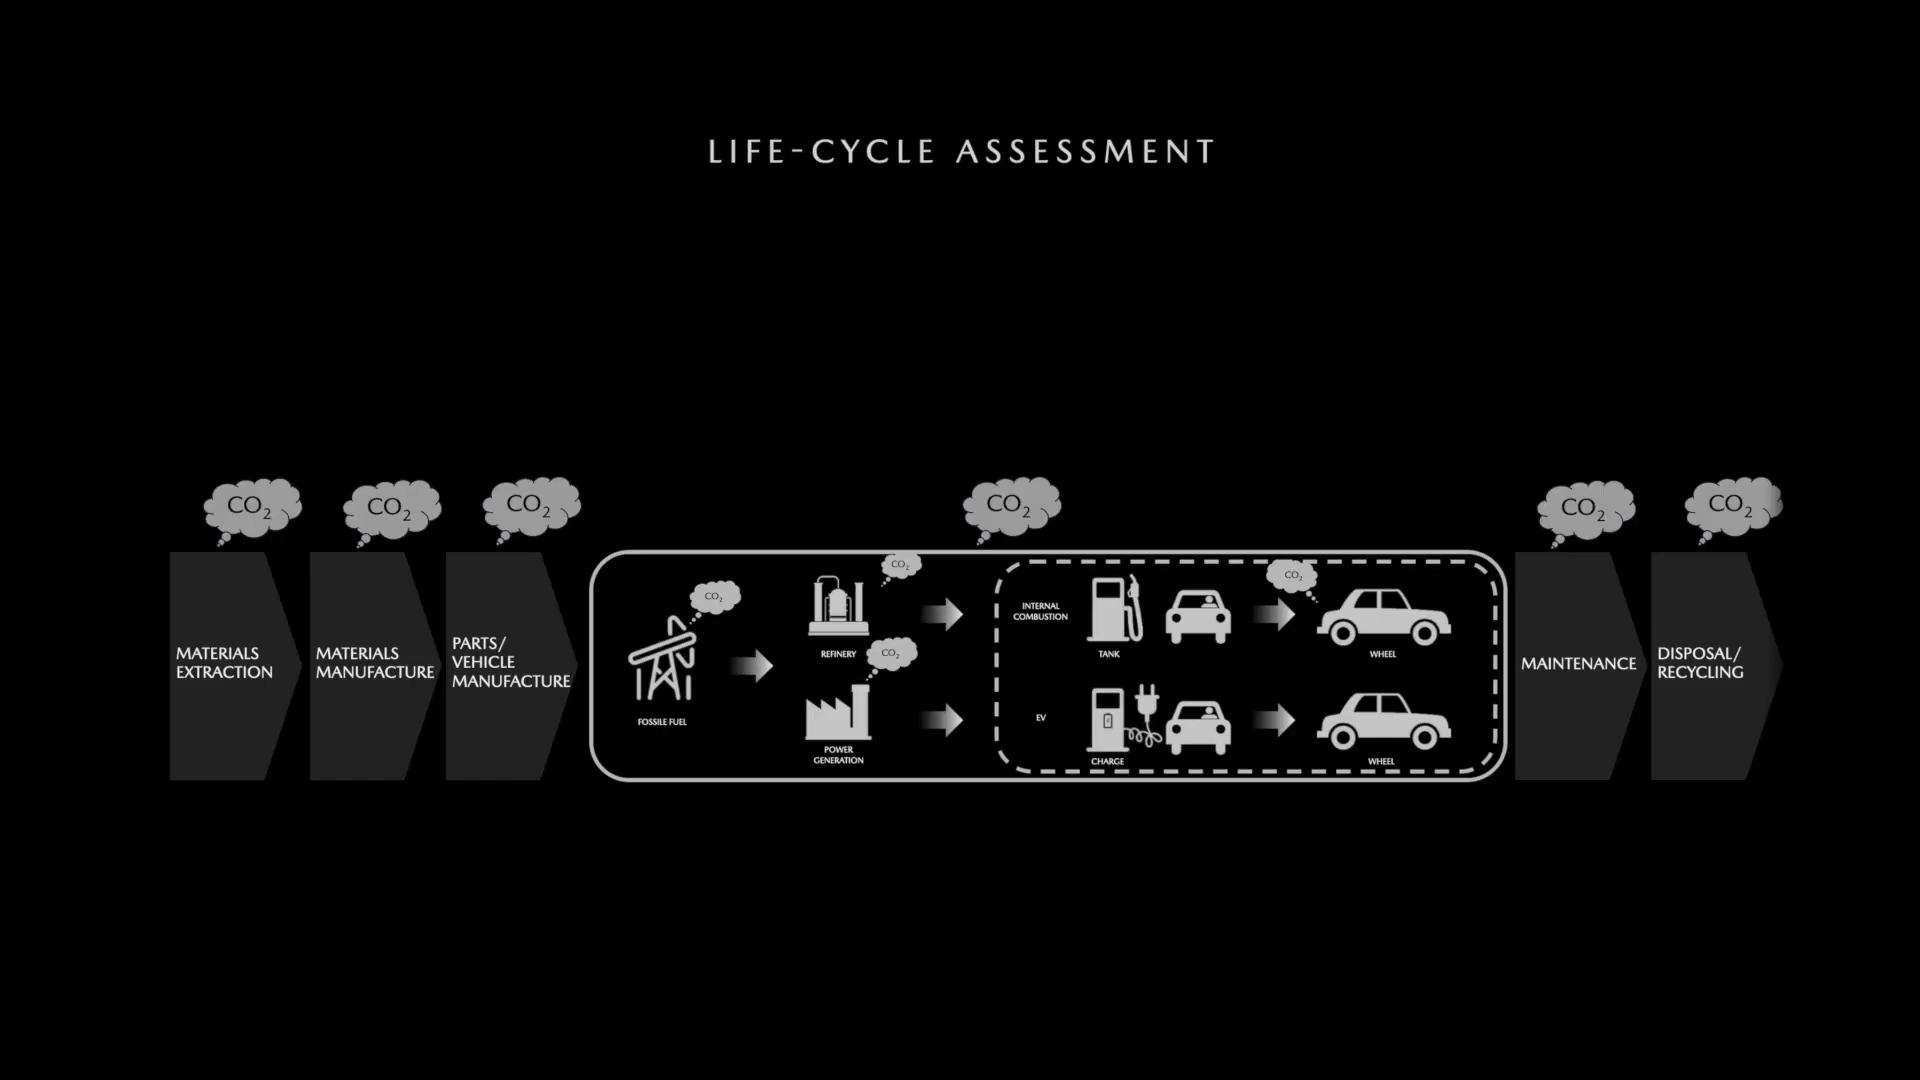 LIFE-CYCLE ASSESSMENT
CO2
CO2
CO2
CO2
CO2
CO2
MATERIALS
EXTRACTION
MATERIALS
MANUFACTURE
PARTS/
VEHICLE
MANUFACTURE
CO2
FOSSILE FUEL
CO2
REFINERY
CO2
POWER
GENERATION
INTERNAL
COMBUSTION
TANK
CO2
WHEEL
EV
CHARGE
WHEEL
MAINTENANCE
DISPOSAL/
RECYCLING